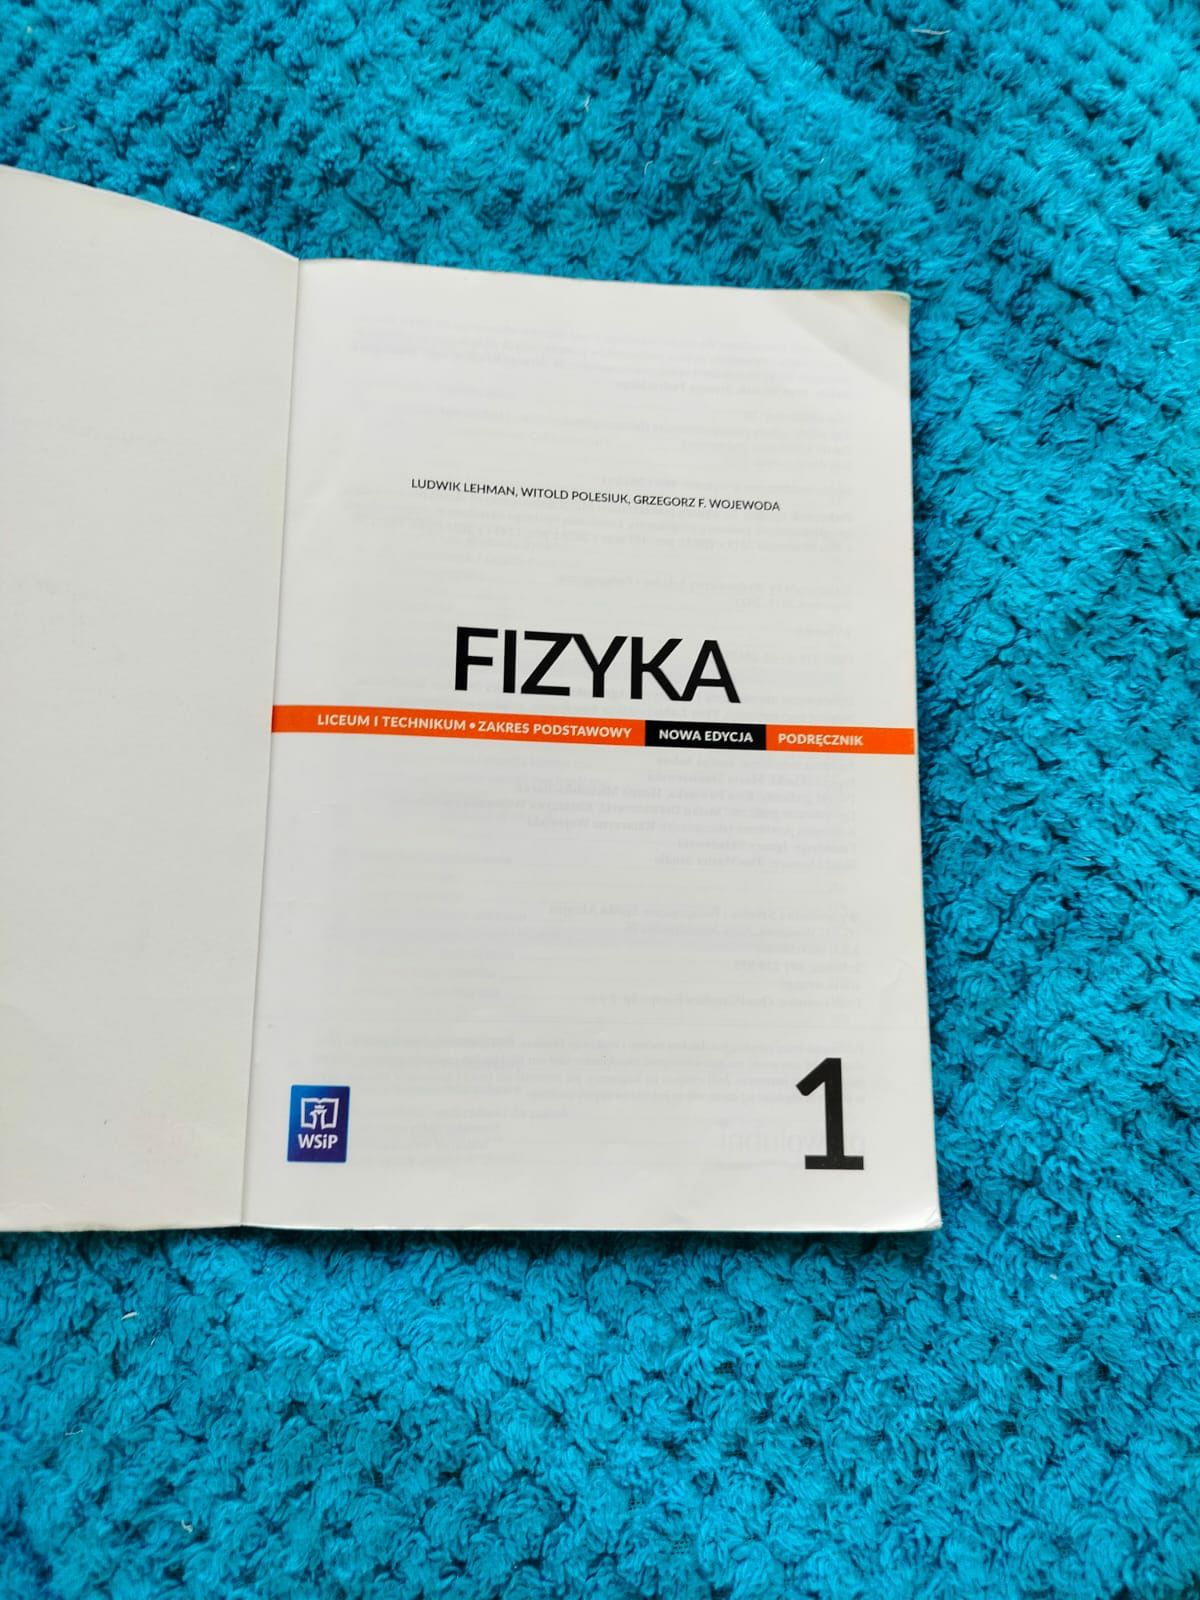 LUDWIK LEHMAN, WITOLD POLESIUK, GRZEGORZ F. WOJEWODA
FIZYKA
LICEUM I TECHNIKUM • ZAKRES PODSTAWOWY NOWA EDYCJA PODRĘCZNIK
1
WSiP